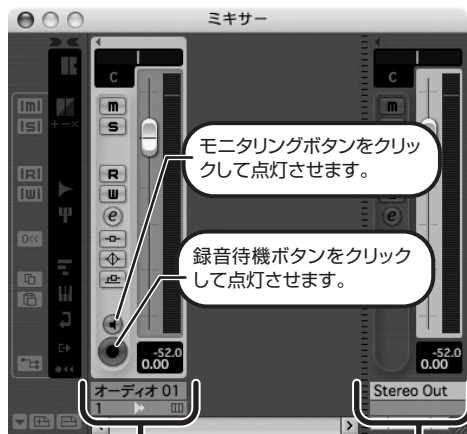 ミキサー
C
C
m
S
R
W
e
e
m
[m]
[S]
[R]
[W]
モニタリングボタンをクリッ
クして点灯させます。
録音待機ボタンをクリック
して点灯させます。
-52.0
0.00
-52.0
0.00
オーディオ 01
Stereo Out
1